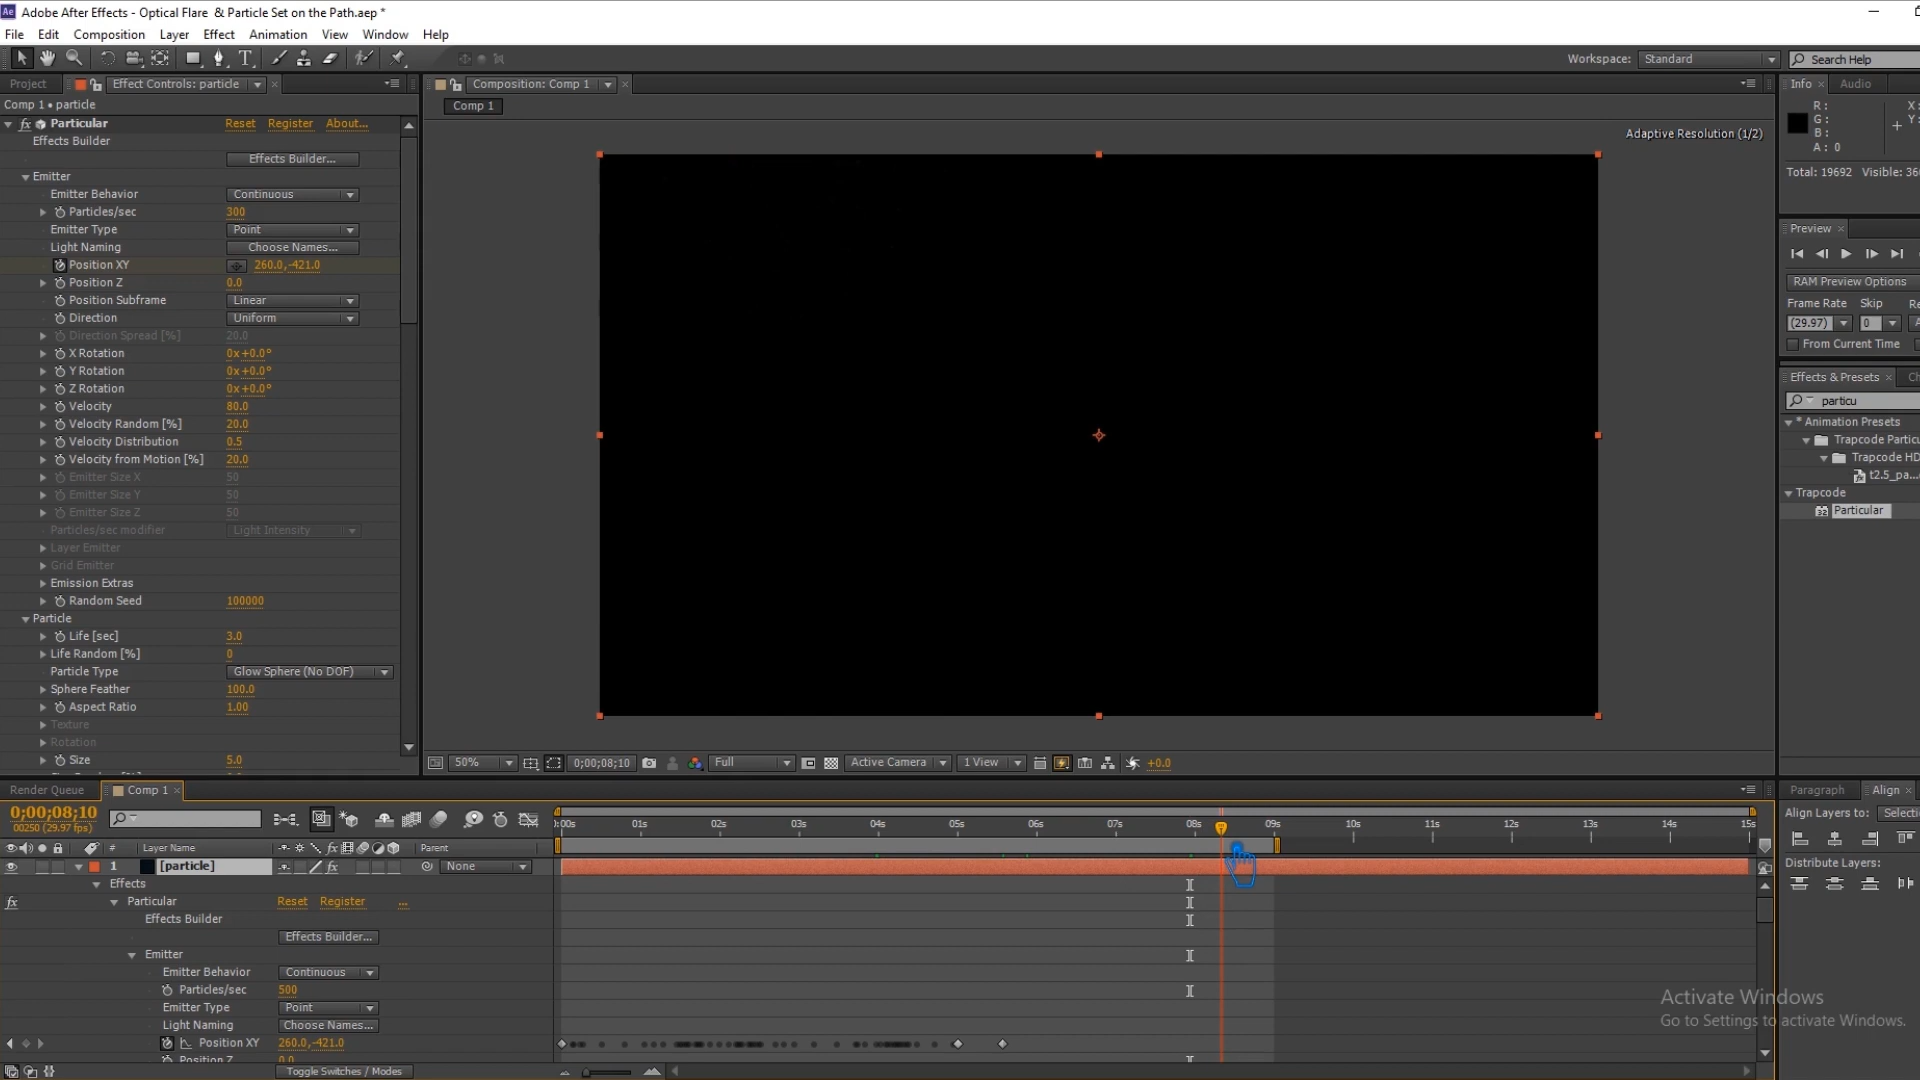 Ae Adobe After Effects - Optical Flare & Particle Set on the Path.aep *
File Edit Composition Layer Effect Animation View Window Help
Workspace: Standard Search Help
Project Effect Controls: particle
Composition: Comp 1
Info Audio
Comp 1 • particle
Comp 1
fx Particular Reset Register About...
Adaptive Resolution (1/2)
R : X :
G : Y :
B :
A : 0
Effects Builder
Effects Builder...
Total: 19692 Visible: 36
Emitter
Emitter Behavior Continuous
Particles/sec 300
Emitter Type Point
Preview
Light Naming Choose Names...
Position XY 260.0,-421.0
Position Z 0.0
RAM Preview Options
Position Subframe Linear
Frame Rate Skip Re
Direction Uniform
(29.97) 0
Direction Spread [%] 20.0
From Current Time
X Rotation 0x+0.0°
Y Rotation 0x+0.0°
Effects & Presets Ch
Z Rotation 0x+0.0°
particu
Velocity 80.0
Velocity Random [%] 20.0
* Animation Presets
Velocity Distribution 0.5
Trapcode Particu
Velocity from Motion [%] 20.0
Trapcode HD
Emitter Size X 50
t2.5_pa...
Emitter Size Y 50
Trapcode
Emitter Size Z 50
Particular
Particles/sec modifier Light Intensity
Layer Emitter
Grid Emitter
Emission Extras
Random Seed 100000
Particle
Life [sec] 3.0
Life Random [%] 0
Particle Type Glow Sphere (No DOF)
Sphere Feather 100.0
Aspect Ratio 1.00
Texture
Rotation
Size 5.0
50% 0;00;08;10 Full Active Camera 1 View +0.0
Render Queue Comp 1
Paragraph Align
0;00;08;10
00250 (29.97 fps)
:00s 01s 02s 03s 04s 05s 06s 07s 08s 09s 10s 11s 12s 13s 14s 15s
Align Layers to: Selecti
# Layer Name fx Parent
1 [particle] fx None
Distribute Layers:
Effects
fx Particular Reset Register ...
Effects Builder
Effects Builder...
Emitter
Emitter Behavior Continuous
Particles/sec 500
Emitter Type Point
Light Naming Choose Names...
Position XY 260.0,-421.0
Position Z 0.0
Toggle Switches / Modes
Activate Windows
Go to Settings to activate Windows.